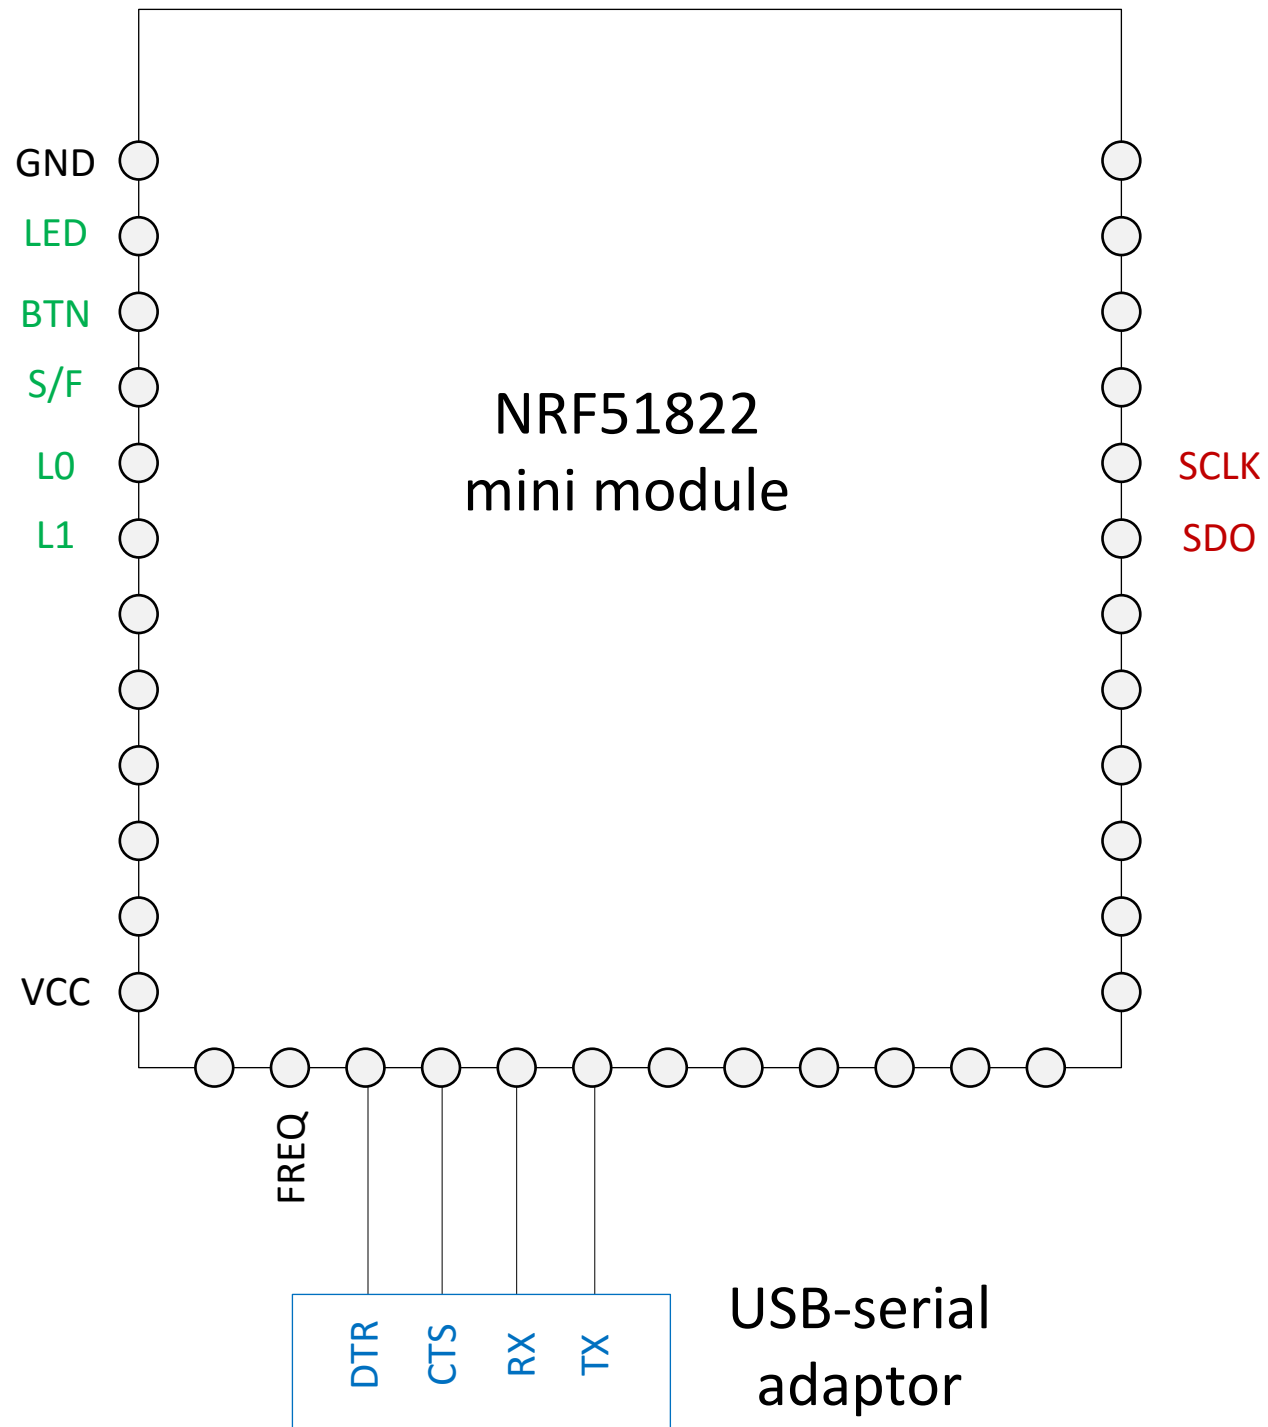 GND
LED
BTN
S/F
L0
L1
VCC
NRF51822
mini module
SCLK
SDO
FREQ
DTR
CTS
RX
TX
USB-serial
adaptor